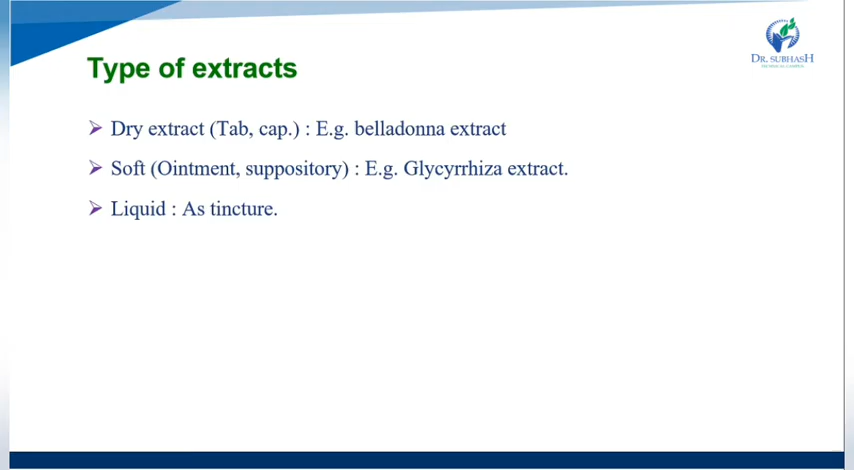 DR. SUBHASH
Type of extracts
➢ Dry extract (Tab, cap.) : E.g. belladonna extract
➢ Soft (Ointment, suppository) : E.g. Glycyrrhiza extract.
➢ Liquid : As tincture.